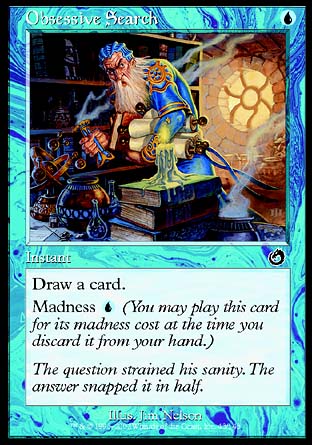 Obsessive Search
Instant
Draw a card.
Madness (You may play this card
for its madness cost at the time you
discard it from your hand.)
The question strained his sanity. The
answer snapped it in half.
Illus. Jim Nelson